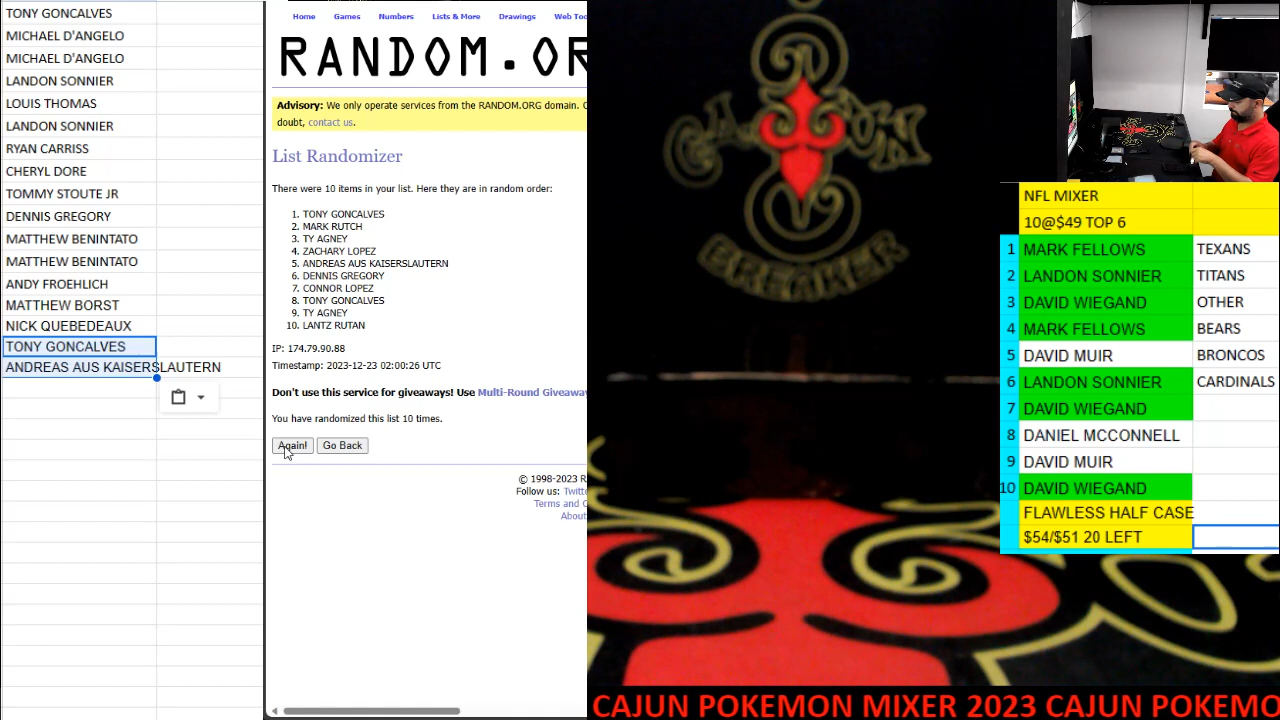 TONY GONCALVES
MICHAEL D'ANGELO
MICHAEL D'ANGELO
LANDON SONNIER
LOUIS THOMAS
LANDON SONNIER
RYAN CARRISS
CHERYL DORE
TOMMY STOUTE JR
DENNIS GREGORY
MATTHEW BENINTATO
MATTHEW BENINTATO
ANDY FROEHLICH
MATTHEW BORST
NICK QUEBEDEAUX
TONY GONCALVES
ANDREAS AUS KAISERSLAUTERN
Home Games Numbers Lists & More Drawings Web Too
RANDOM.OR
Advisory: We only operate services from the RANDOM.ORG domain.
doubt, contact us.
List Randomizer
There were 10 items in your list. Here they are in random order:
1. TONY GONCALVES
2. MARK RUTCH
3. TY AGNEY
4. ZACHARY LOPEZ
5. ANDREAS AUS KAISERSLAUTERN
6. DENNIS GREGORY
7. CONNOR LOPEZ
8. TONY GONCALVES
9. TY AGNEY
10. LANTZ RUTAN
IP: 174.79.90.88
Timestamp: 2023-12-23 02:00:26 UTC
Don't use this service for giveaways! Use Multi-Round Giveaway
You have randomized this list 10 times.
Again! Go Back
© 1998-2023 R
Follow us: Twitte
Terms and C
About
CAJUN
BREAKER
NFL MIXER
10@$49 TOP 6
1 MARK FELLOWS TEXANS
2 LANDON SONNIER TITANS
3 DAVID WIEGAND OTHER
4 MARK FELLOWS BEARS
5 DAVID MUIR BRONCOS
6 LANDON SONNIER CARDINALS
7 DAVID WIEGAND
8 DANIEL MCCONNELL
9 DAVID MUIR
10 DAVID WIEGAND
FLAWLESS HALF CASE
$54/$51 20 LEFT
CAJUN POKEMON MIXER 2023 CAJUN POKEMO